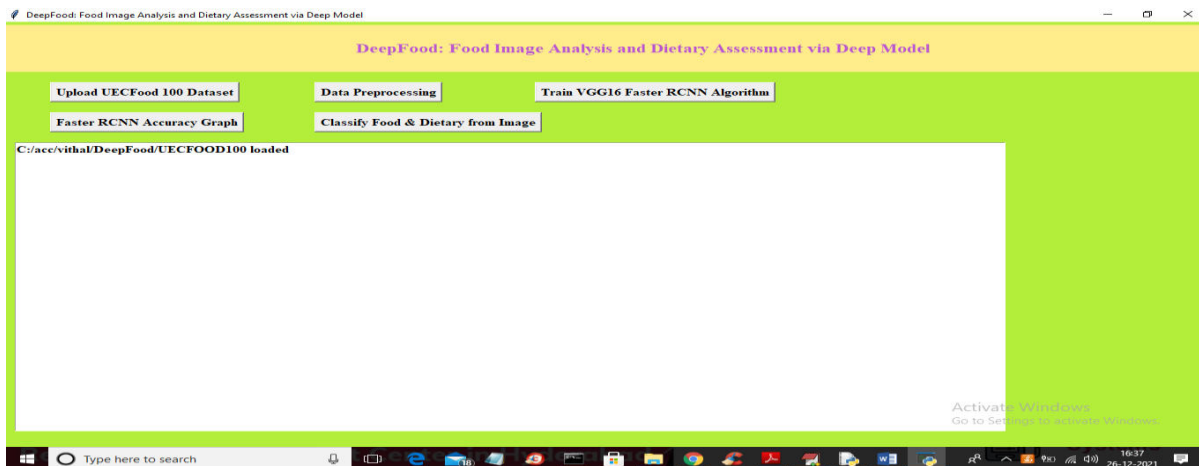 DeepFood: Food Image Analysis and Dietary Assessment via Deep Model
DeepFood: Food Image Analysis and Dietary Assessment via Deep Model
Upload UECFood 100 Dataset
Data Preprocessing
Train VGG16 Faster RCNN Algorithm
Faster RCNN Accuracy Graph
Classify Food & Dietary from Image
C:/acc/vithal/DeepFood/UECFOOD100 loaded
Activate Windows
Go to Settings to activate Windows.
Type here to search
18
16:37
26-12-2021